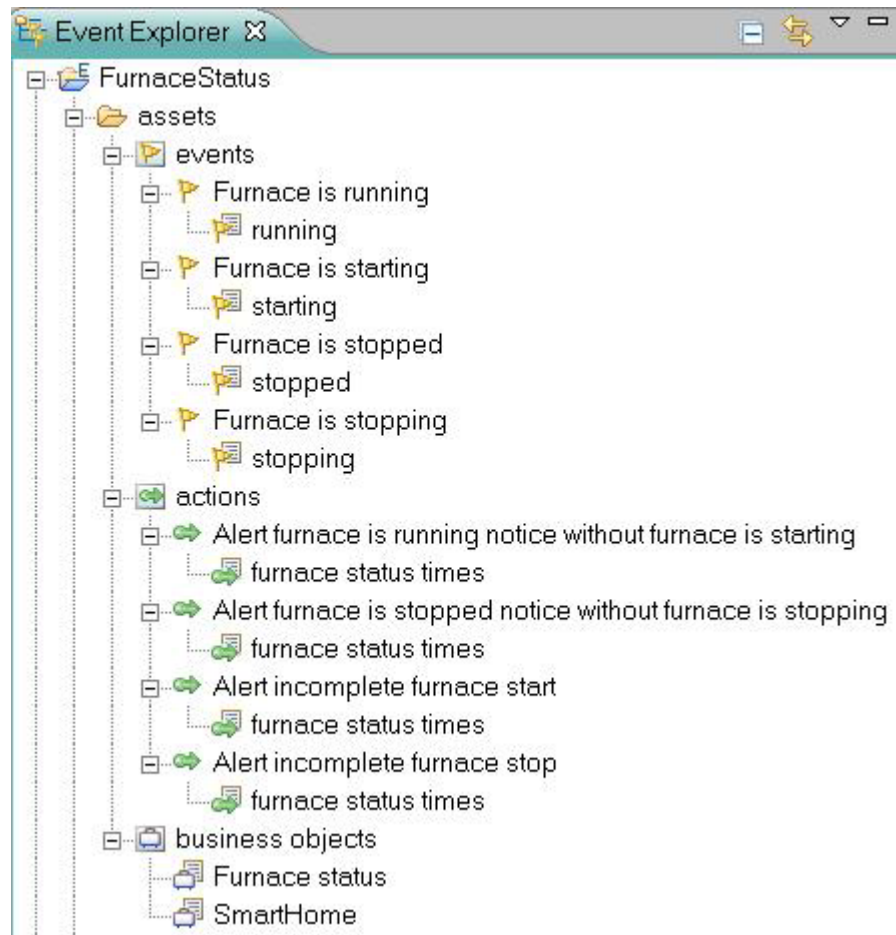 Event Explorer
FurnaceStatus
assets
events
Furnace is running
running
Furnace is starting
starting
Furnace is stopped
stopped
Furnace is stopping
stopping
actions
Alert furnace is running notice without furnace is starting
furnace status times
Alert furnace is stopped notice without furnace is stopping
furnace status times
Alert incomplete furnace start
furnace status times
Alert incomplete furnace stop
furnace status times
business objects
Furnace status
SmartHome